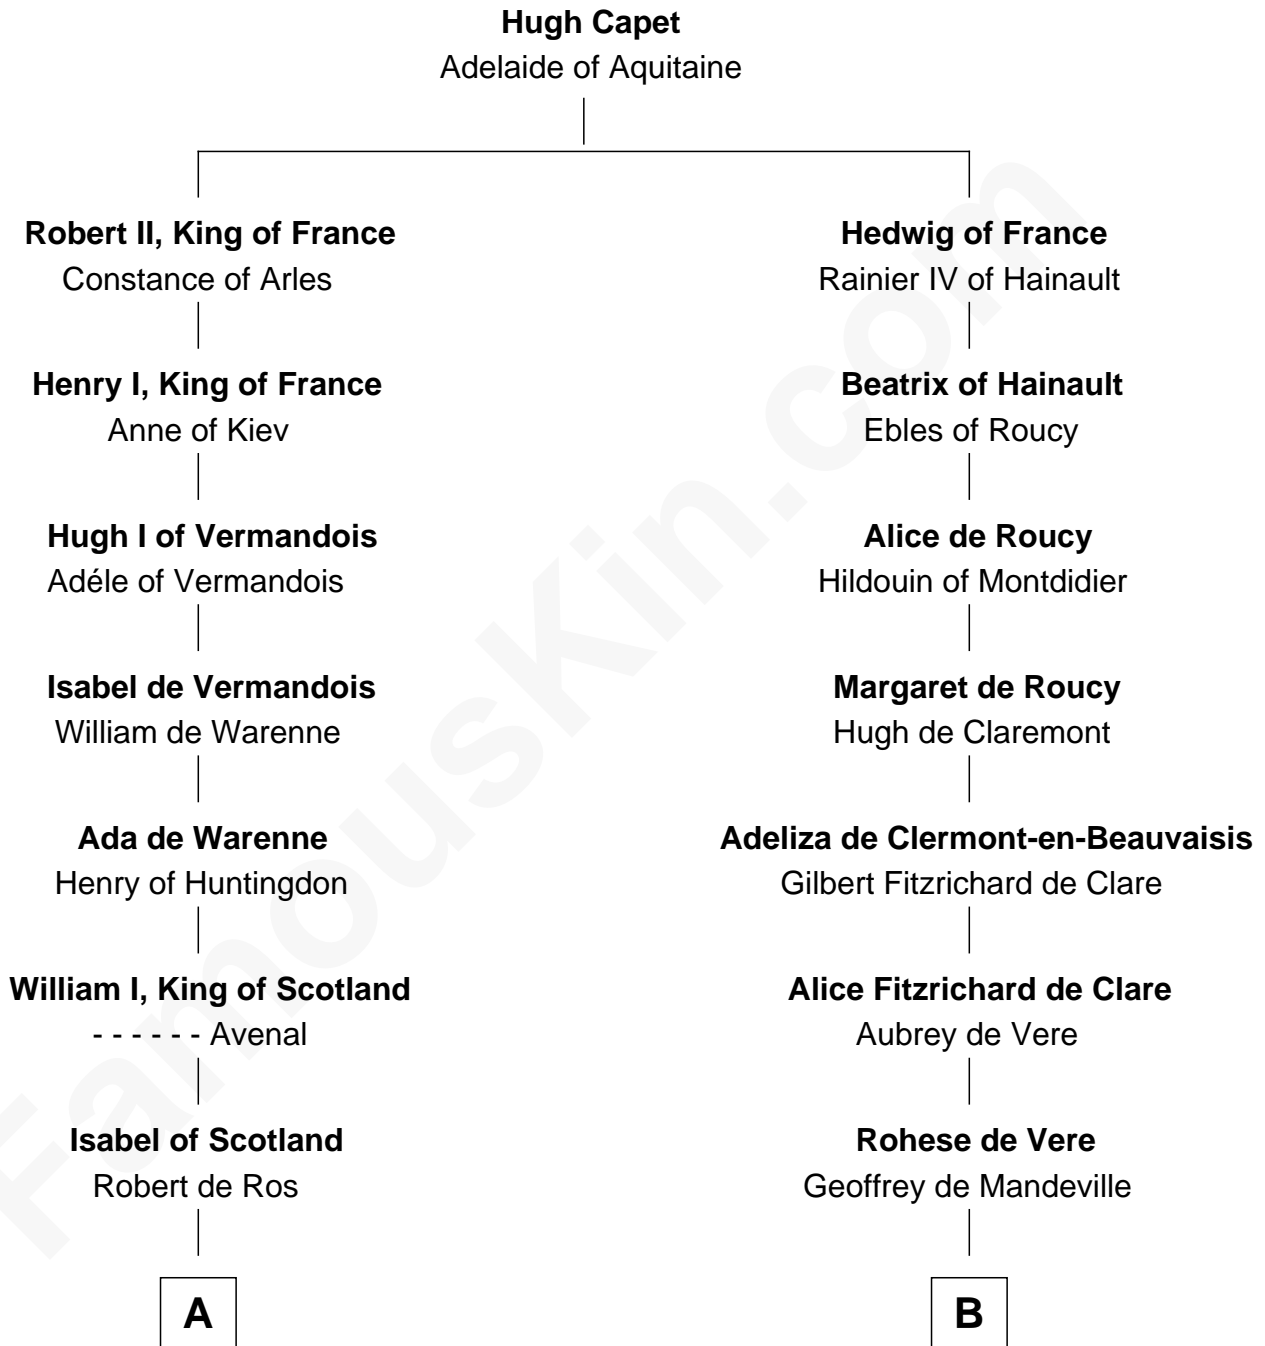 Hugh Capet
Adelaide of Aquitaine
Robert II, King of France
Constance of Arles
Hedwig of France
Rainier IV of Hainault
Henry I, King of France
Anne of Kiev
Beatrix of Hainault
Ebles of Roucy
Hugh I of Vermandois
Adéle of Vermandois
Alice de Roucy
Hildouin of Montdidier
Isabel de Vermandois
William de Warenne
Margaret de Roucy
Hugh de Claremont
Ada de Warenne
Henry of Huntingdon
Adeliza de Clermont-en-Beauvaisis
Gilbert Fitzrichard de Clare
William I, King of Scotland
- - - - - - Avenal
Alice Fitzrichard de Clare
Aubrey de Vere
Isabel of Scotland
Robert de Ros
Rohese de Vere
Geoffrey de Mandeville
A
B
FamousKin.com